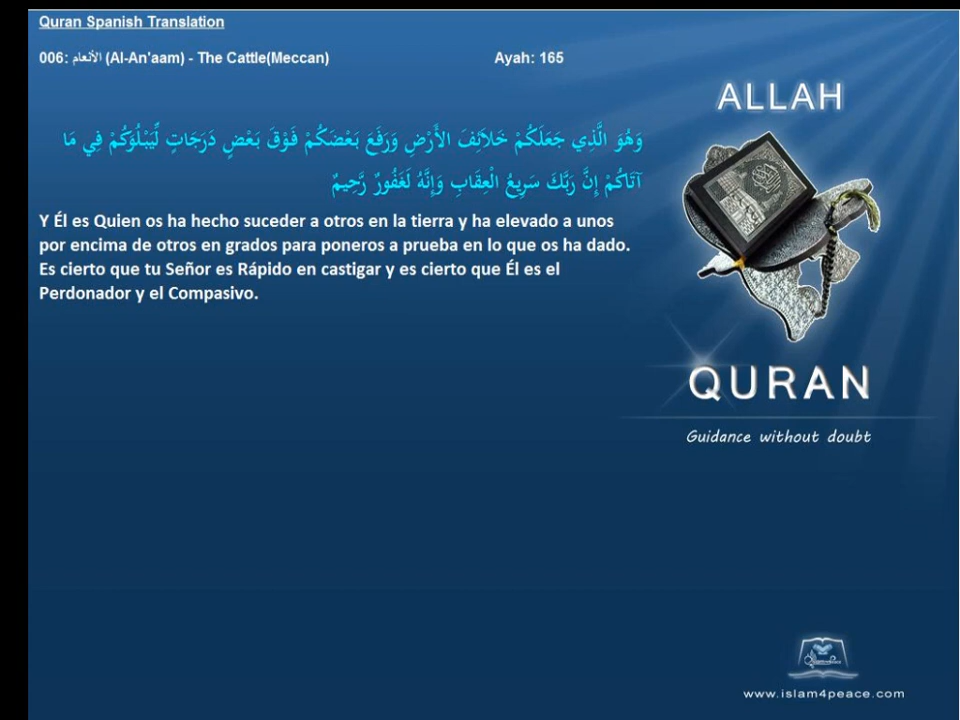 Quran Spanish Translation
006: الأنعام (Al-An'aam) - The Cattle(Meccan) Ayah: 165
وَهُوَ الَّذِي جَعَلَكُمْ خَلاَئِفَ الأَرْضِ وَرَفَعَ بَعْضَكُمْ فَوْقَ بَعْضٍ دَرَجَاتٍ لِّيَبْلُوَكُمْ فِي مَا
آتَاكُمْ إِنَّ رَبَّكَ سَرِيعُ الْعِقَابِ وَإِنَّهُ لَغَفُورٌ رَّحِيمٌ
Y Él es Quien os ha hecho suceder a otros en la tierra y ha elevado a unos
por encima de otros en grados para poneros a prueba en lo que os ha dado.
Es cierto que tu Señor es Rápido en castigar y es cierto que Él es el
Perdonador y el Compasivo.
ALLAH
QURAN
Guidance without doubt
www.islam4peace.com